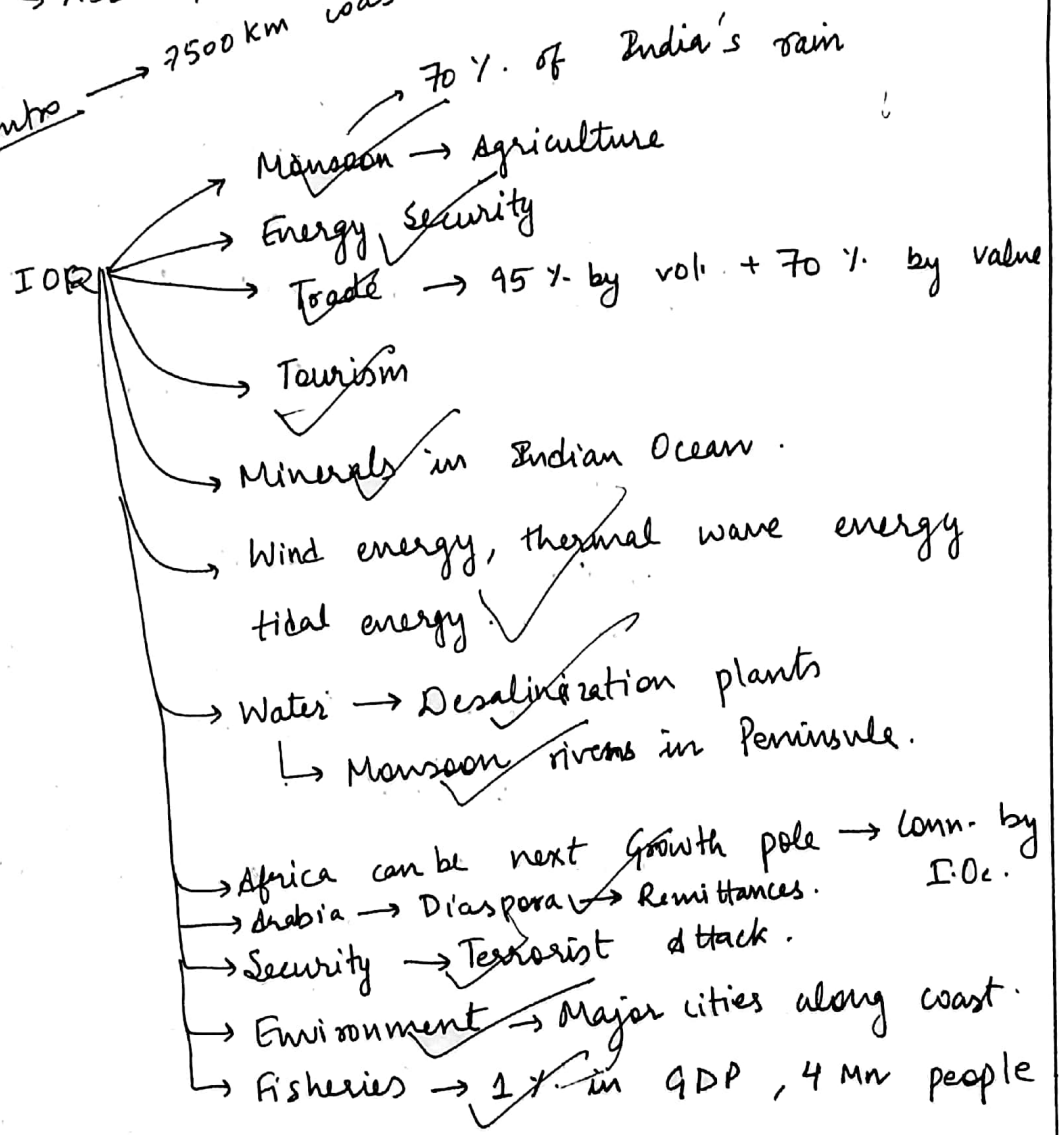 7500 km
70 %. of India's rain
Monsoon → Agriculture
Energy Security
IOR
Trade → 95 % by vol. + 70 %. by value
Tourism
Minerals in Indian Ocean.
Wind energy, thermal wave energy
tidal energy.
Water → Desalinization plants
↳ Monsoon rivers in Peninsula.
Africa can be next Growth pole → Conn. by
I.Oc.
Arabia → Diaspora → Remittances.
Security → Terrorist Attack.
Environment → Major cities along coast.
Fisheries → 1 % in GDP, 4 Mn people